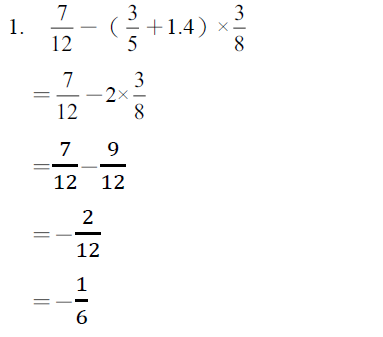 1. 7/12 − （3/5 + 1.4）× 3/8
= 7/12 − 2 × 3/8
= 7/12 − 9/12
= − 2/12
= − 1/6